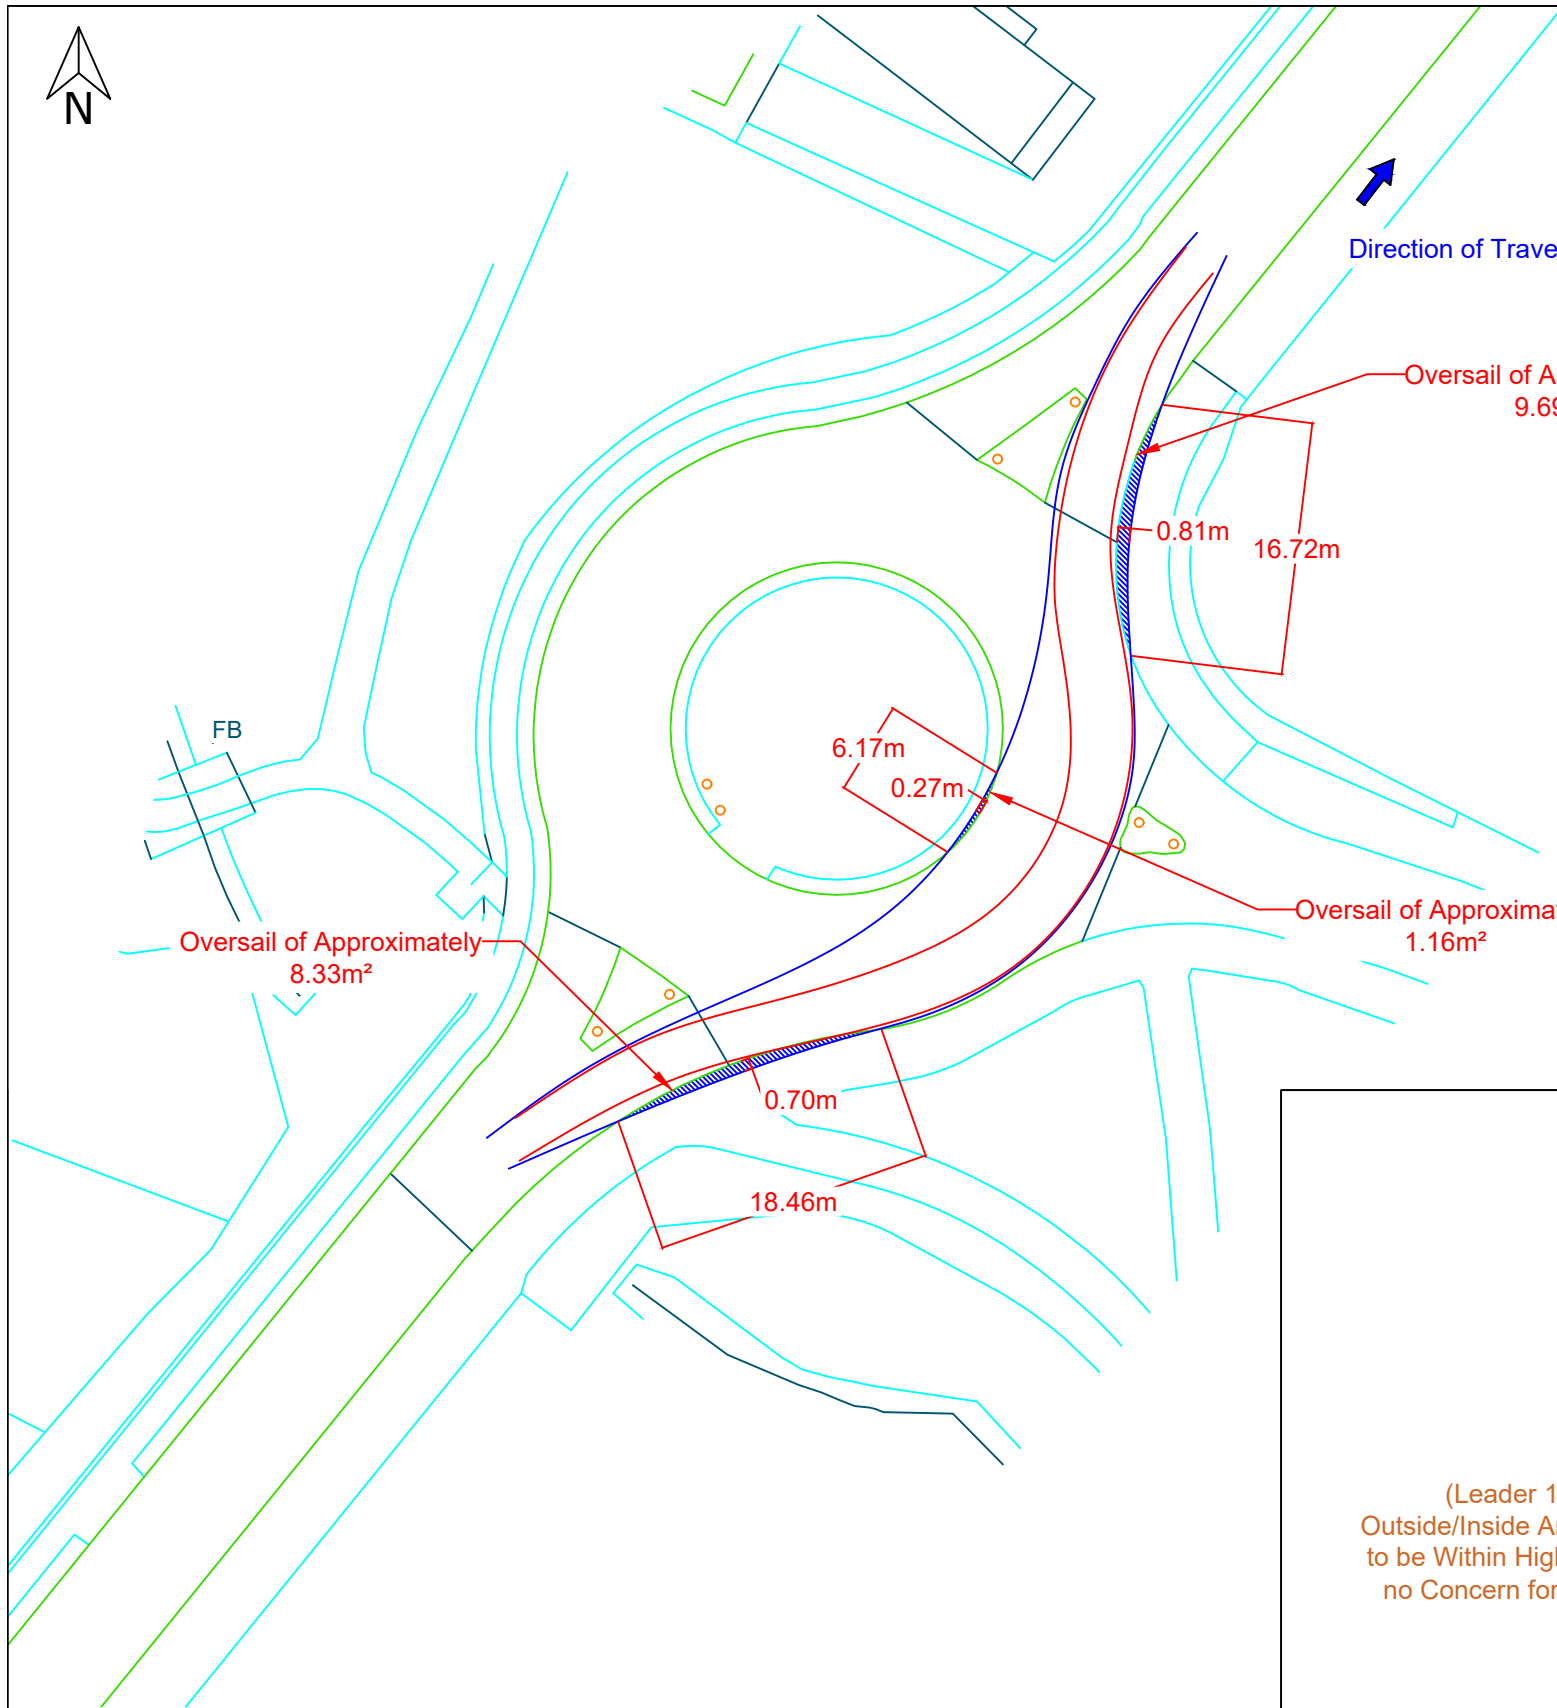 N
Direction of Trave
Oversail of A
9.69
0.81m
16.72m
FB
6.17m
0.27m
Oversail of Approximately
8.33m²
Oversail of Approxima
1.16m²
0.70m
18.46m
(Leader 1
Outside/Inside A
to be Within Hig
no Concern for